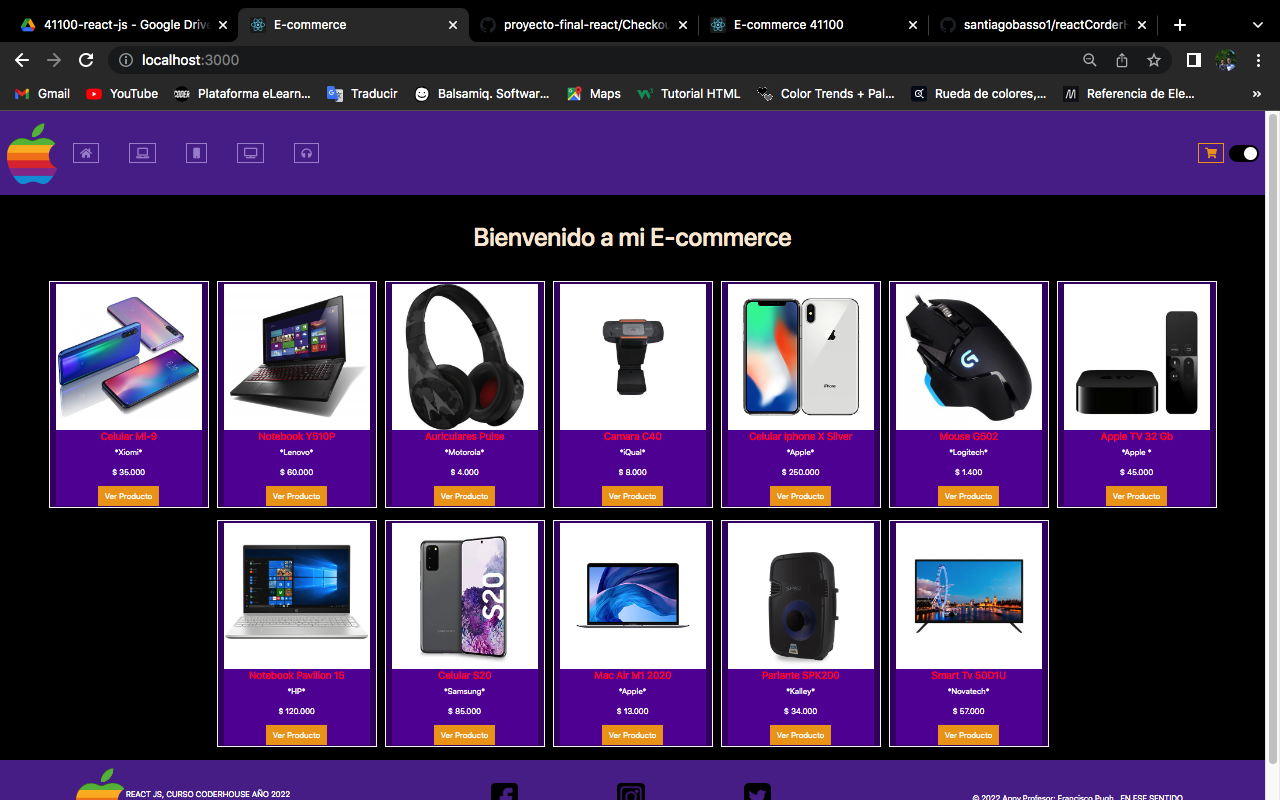 41100-react-js - Google Drive
E-commerce
proyecto-final-react/Checkou
E-commerce 41100
santiagobasso1/reactCorderH
localhost:3000
Gmail
YouTube
CODER
Plataforma eLearn...
Traducir
Balsamiq. Softwar...
Maps
Tutorial HTML
Color Trends + Pal...
Rueda de colores,...
Referencia de Ele...
»
Bienvenido a mi E-commerce
Celular Mi-9
*Xiomi*
$ 35.000
Ver Producto
Notebook Y510P
*Lenovo*
$ 60.000
Ver Producto
Auriculares Pulse
*Motorola*
$ 4.000
Ver Producto
Camara C40
*iQual*
$ 8.000
Ver Producto
iPhone
Celular Iphone X Silver
*Apple*
$ 250.000
Ver Producto
Mouse G502
*Logitech*
$ 1.400
Ver Producto
tv
Apple TV 32 Gb
*Apple *
$ 45.000
Ver Producto
Notebook Pavilion 15
*HP*
$ 120.000
Ver Producto
S20
Celular S20
*Samsung*
$ 85.000
Ver Producto
Mac Air M1 2020
*Apple*
$ 13.000
Ver Producto
Parlante SPK200
*Kalley*
$ 34.000
Ver Producto
Smart Tv 50D1U
*Novatech*
$ 57.000
Ver Producto
REACT JS, CURSO CODERHOUSE AÑO 2022
© 2022 Appy Profesor: Francisco Pugh , EN ESE SENTIDO